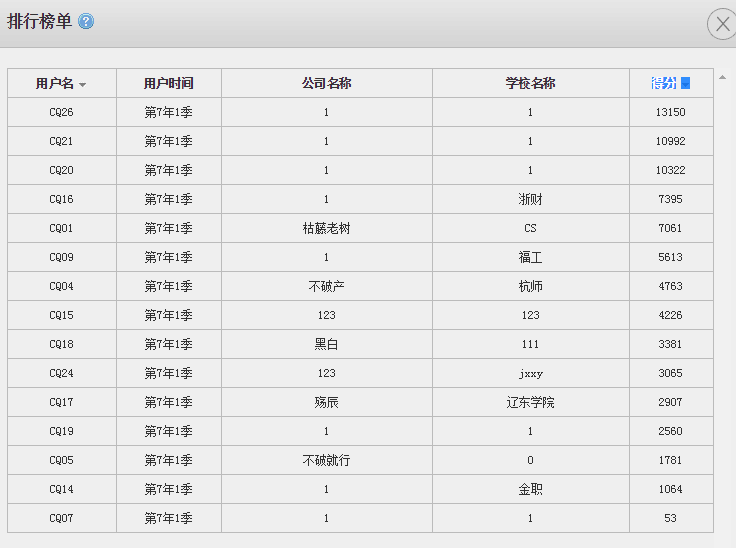 排行榜单 ?
用户名 用户时间 公司名称 学校名称 得分
CQ26 第7年1季 1 1 13150
CQ21 第7年1季 1 1 10992
CQ20 第7年1季 1 1 10322
CQ16 第7年1季 1 浙财 7395
CQ01 第7年1季 枯藤老树 CS 7061
CQ09 第7年1季 1 福工 5613
CQ04 第7年1季 不破产 杭师 4763
CQ15 第7年1季 123 123 4226
CQ18 第7年1季 黑白 111 3381
CQ24 第7年1季 123 jxxy 3065
CQ17 第7年1季 殇辰 辽东学院 2907
CQ19 第7年1季 1 1 2560
CQ05 第7年1季 不破就行 0 1781
CQ14 第7年1季 1 金职 1064
CQ07 第7年1季 1 1 53